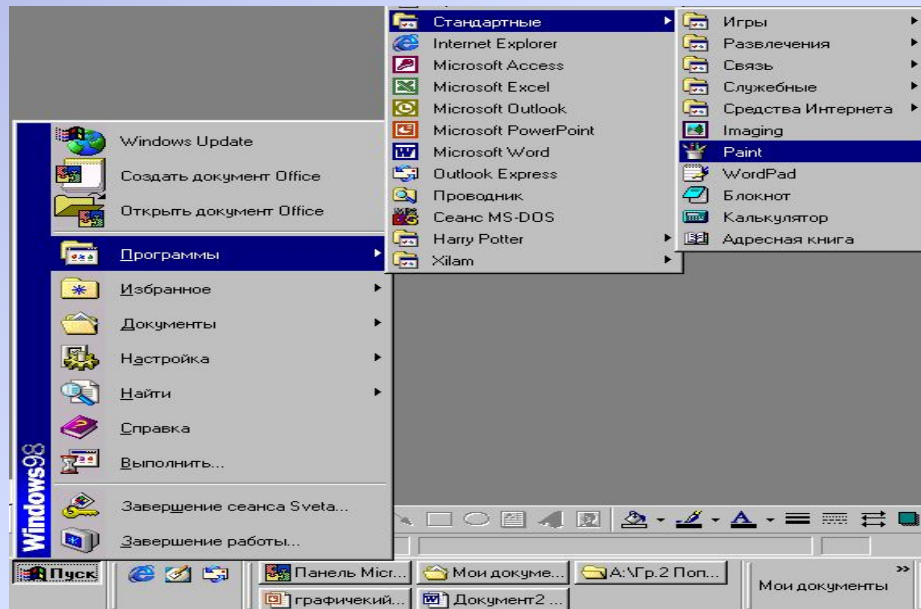 Windows98
Windows Update
Создать документ Office
Открыть документ Office
Программы
Избранное
Документы
Настройка
Найти
Справка
Выполнить...
Завершение сеанса Sveta...
Завершение работы...
Стандартные
Internet Explorer
Microsoft Access
Microsoft Excel
Microsoft Outlook
Microsoft PowerPoint
Microsoft Word
Outlook Express
Проводник
Сеанс MS-DOS
Harry Potter
Xilam
Игры
Развлечения
Связь
Служебные
Средства Интернета
Imaging
Paint
WordPad
Блокнот
Калькулятор
Адресная книга
Пуск
Панель Micr...
Мои докуме...
A:\Гр.2 Поп...
графичекий...
Документ2 ...
Мои документы